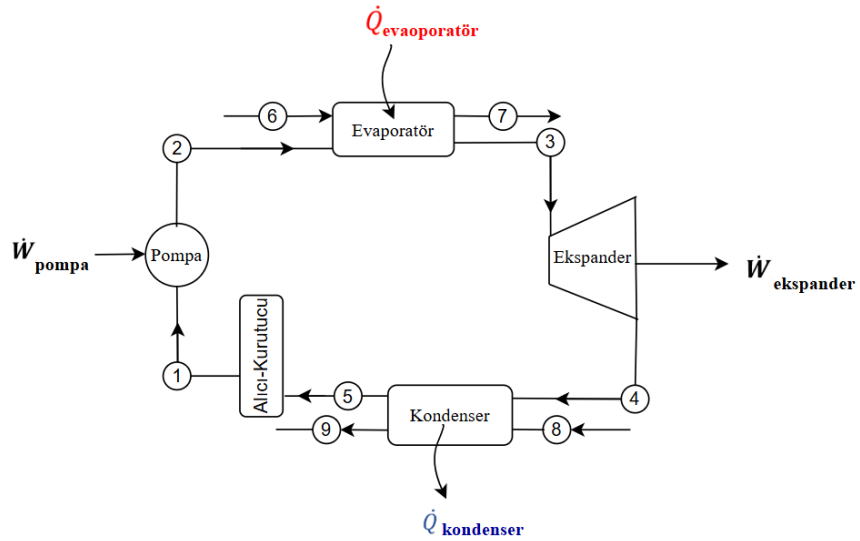 Q̇evaoporatör
6
7
Evaporatör
2
3
Ẇpompa
Pompa
Ekspander
Ẇekspander
Alıcı-Kurutucu
1
5
4
Kondenser
9
8
Q̇ kondenser